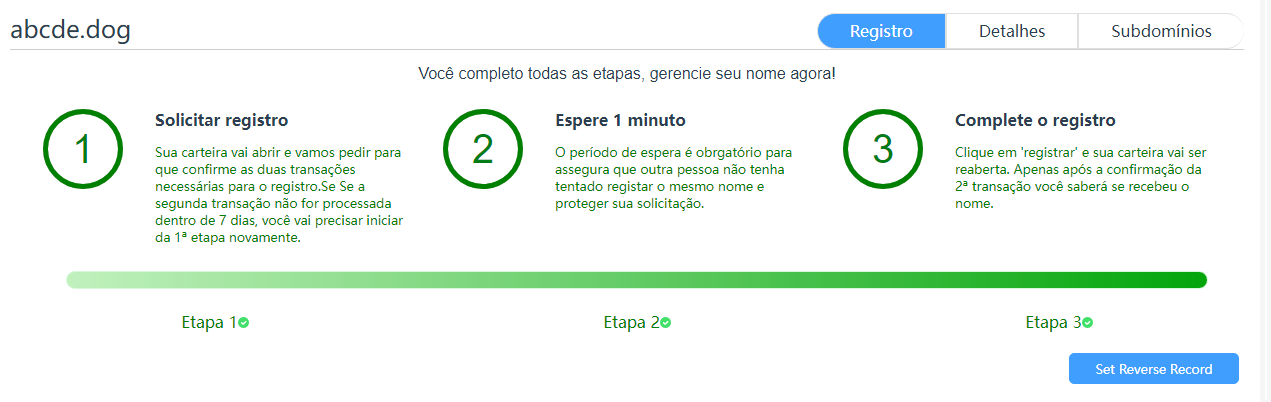 abcde.dog
Registro
Detalhes
Subdomínios
Você completo todas as etapas, gerencie seu nome agora!
1
Solicitar registro
Sua carteira vai abrir e vamos pedir para
que confirme as duas transações
necessárias para o registro.Se Se a
segunda transação não for processada
dentro de 7 dias, você vai precisar iniciar
da 1ª etapa novamente.
2
Espere 1 minuto
O período de espera é obrgatório para
assegura que outra pessoa não tenha
tentado registar o mesmo nome e
proteger sua solicitação.
3
Complete o registro
Clique em 'registrar' e sua carteira vai ser
reaberta. Apenas após a confirmação da
2ª transação você saberá se recebeu o
nome.
Etapa 1
Etapa 2
Etapa 3
Set Reverse Record